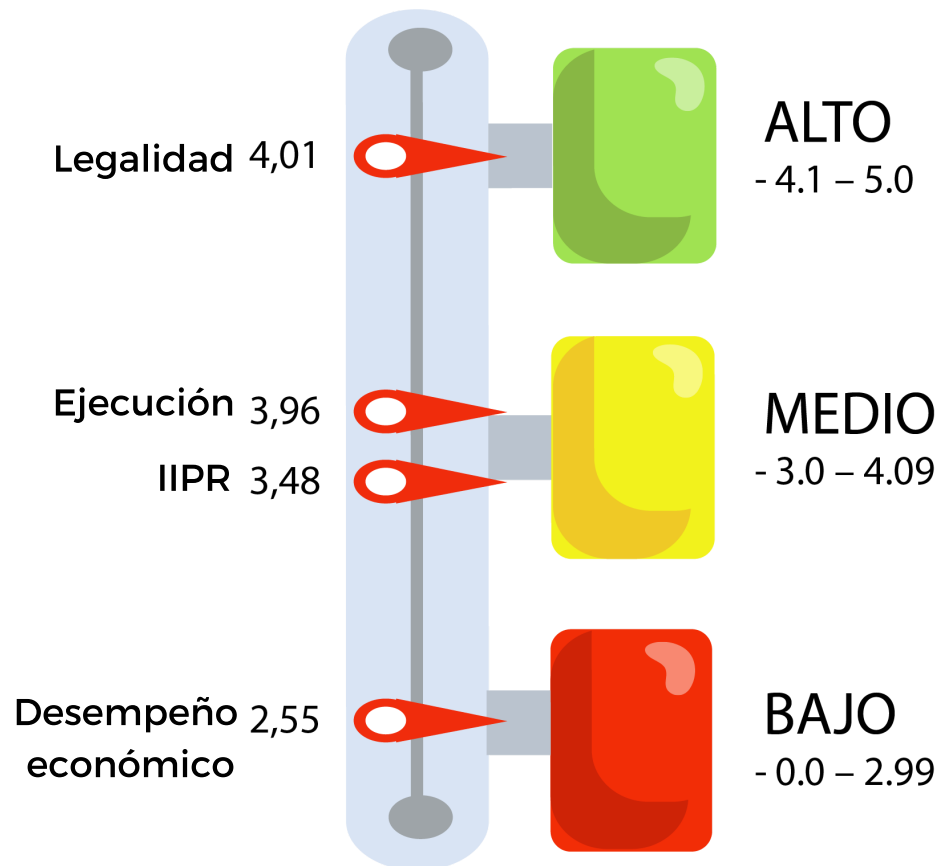 Legalidad 4,01
ALTO
- 4.1 – 5.0
Ejecución 3,96
IIPR 3,48
MEDIO
- 3.0 – 4.09
Desempeño
económico 2,55
BAJO
- 0.0 – 2.99